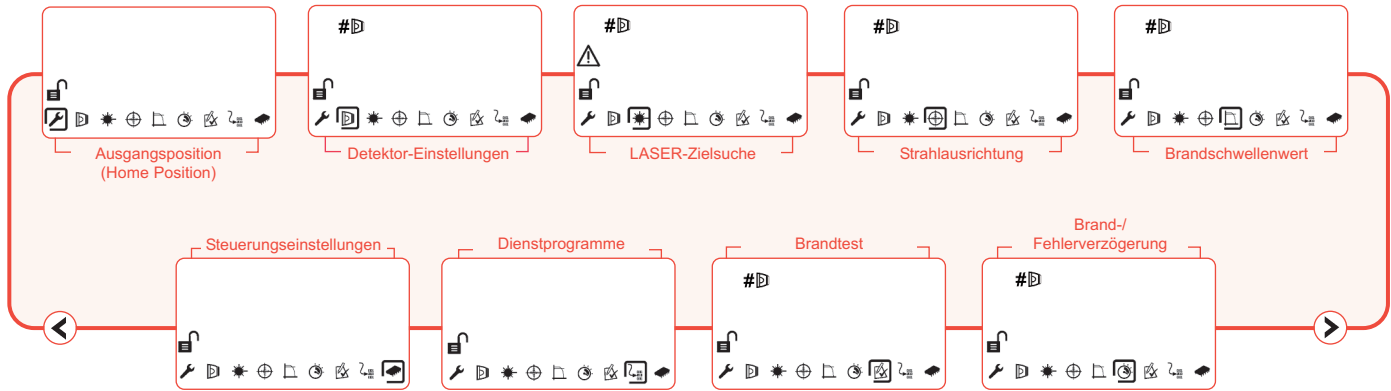 #
#
#
#
Ausgangsposition
(Home Position)
Detektor-Einstellungen
LASER-Zielsuche
Strahlausrichtung
Brandschwellenwert
Steuerungseinstellungen
Dienstprogramme
Brandtest
Brand-/
Fehlerverzögerung
#
#